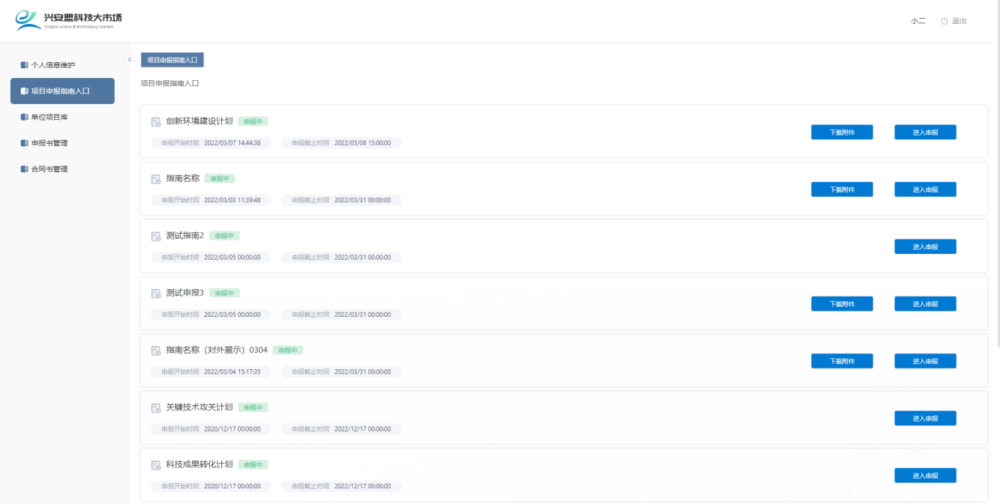 兴安盟科技大市场
XingAn sciece & technolocy market
小二
退出
个人信息维护
项目申报指南入口
单位项目库
申报书管理
合同书管理
项目申报指南入口
项目申报指南入口
创新环境建设计划 申报中
申报开始时间 2022/03/07 14:44:38 申报截止时间 2022/03/08 15:00:00
下载附件 进入申报
指南名称 申报中
申报开始时间 2022/03/03 11:39:48 申报截止时间 2022/03/31 00:00:00
下载附件 进入申报
测试指南2 申报中
申报开始时间 2022/03/05 00:00:00 申报截止时间 2022/03/31 00:00:00
进入申报
测试申报3 申报中
申报开始时间 2022/03/05 00:00:00 申报截止时间 2022/03/31 00:00:00
下载附件 进入申报
指南名称（对外展示）0304 申报中
申报开始时间 2022/03/04 15:17:35 申报截止时间 2022/03/31 00:00:00
下载附件 进入申报
关键技术攻关计划 申报中
申报开始时间 2020/12/17 00:00:00 申报截止时间 2022/12/17 00:00:00
进入申报
科技成果转化计划 申报中
申报开始时间 2020/12/17 00:00:00 申报截止时间 2022/12/17 00:00:00
进入申报